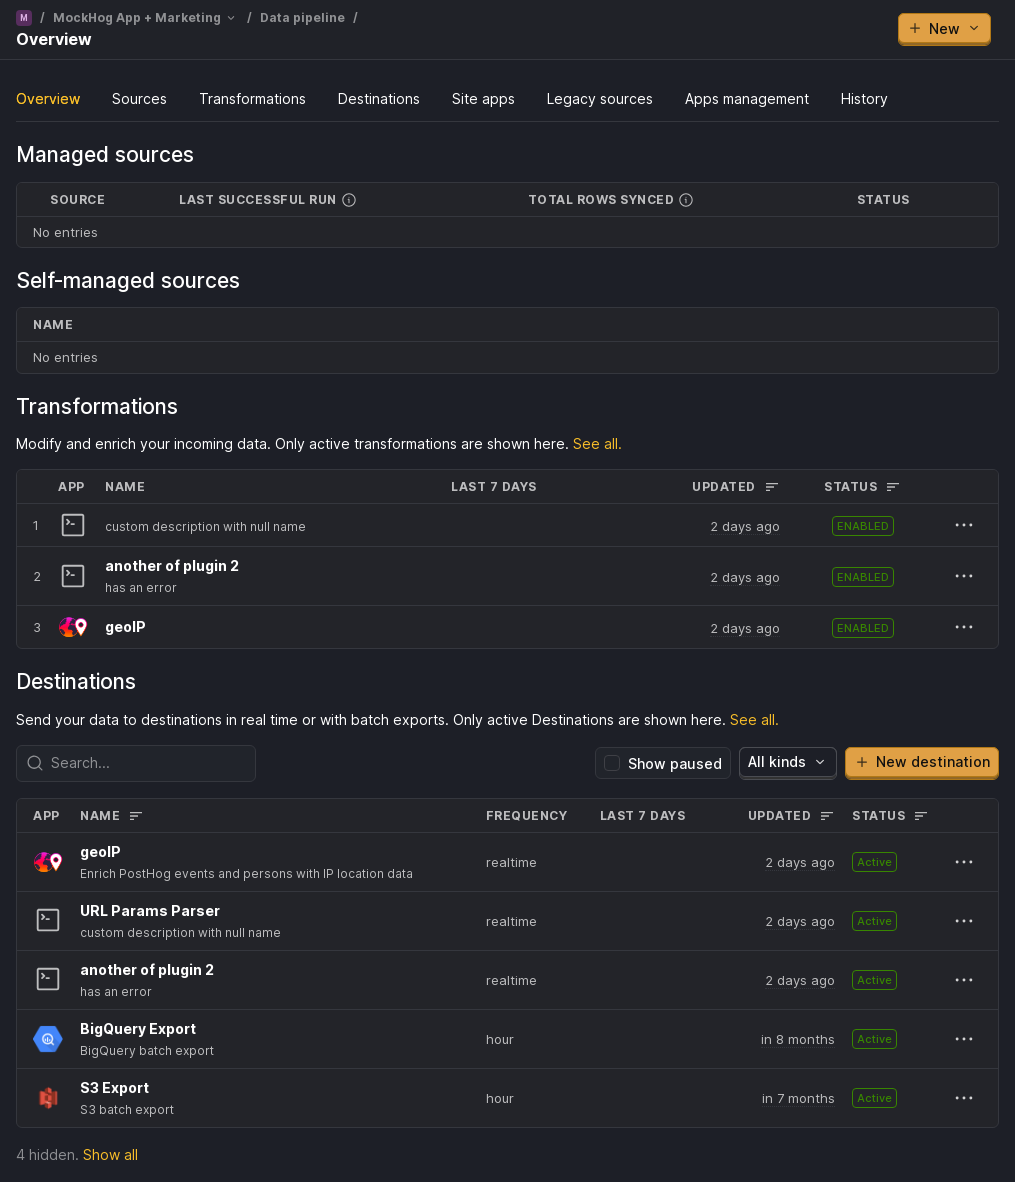 M / MockHog App + Marketing / Data pipeline /
Overview
New
Overview Sources Transformations Destinations Site apps Legacy sources Apps management History
Managed sources
SOURCE LAST SUCCESSFUL RUN TOTAL ROWS SYNCED STATUS
No entries
Self-managed sources
NAME
No entries
Transformations
Modify and enrich your incoming data. Only active transformations are shown here. See all.
APP NAME LAST 7 DAYS UPDATED STATUS
1 custom description with null name 2 days ago ENABLED
another of plugin 2
2 2 days ago ENABLED
has an error
3 geoIP 2 days ago ENABLED
Destinations
Send your data to destinations in real time or with batch exports. Only active Destinations are shown here. See all.
Search... Show paused All kinds New destination
APP NAME FREQUENCY LAST 7 DAYS UPDATED STATUS
geoIP
realtime 2 days ago Active
Enrich PostHog events and persons with IP location data
URL Params Parser
realtime 2 days ago Active
custom description with null name
another of plugin 2
realtime 2 days ago Active
has an error
BigQuery Export
hour in 8 months Active
BigQuery batch export
S3 Export
hour in 7 months Active
S3 batch export
4 hidden. Show all